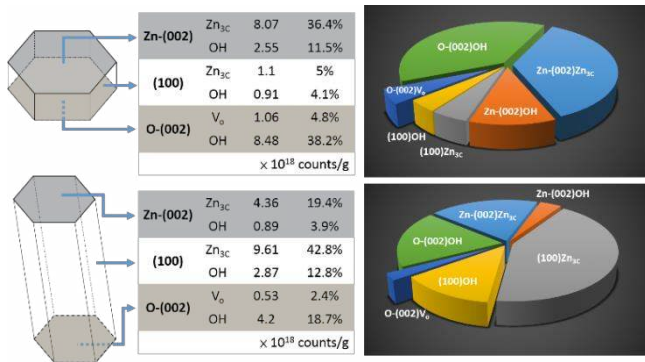 Zn-(002) Zn3C 8.07 36.4%
OH 2.55 11.5%
(100) Zn3C 1.1 5%
OH 0.91 4.1%
O-(002) Vo 1.06 4.8%
OH 8.48 38.2%
× 10^18 counts/g
O-(002)OH
Zn-(002)Zn3C
O-(002)Vo
Zn-(002)OH
(100)OH
(100)Zn3C
Zn-(002) Zn3C 4.36 19.4%
OH 0.89 3.9%
(100) Zn3C 9.61 42.8%
OH 2.87 12.8%
O-(002) Vo 0.53 2.4%
OH 4.2 18.7%
× 10^18 counts/g
Zn-(002)OH
Zn-(002)Zn3C
O-(002)OH
(100)Zn3C
(100)OH
O-(002)Vo